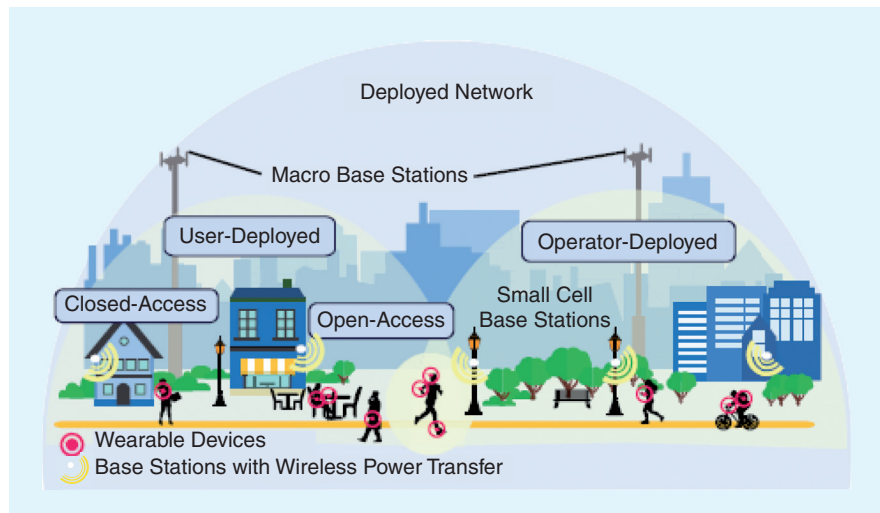 Deployed Network
Macro Base Stations
User-Deployed
Operator-Deployed
Closed-Access
Open-Access
Small Cell
Base Stations
Wearable Devices
Base Stations with Wireless Power Transfer